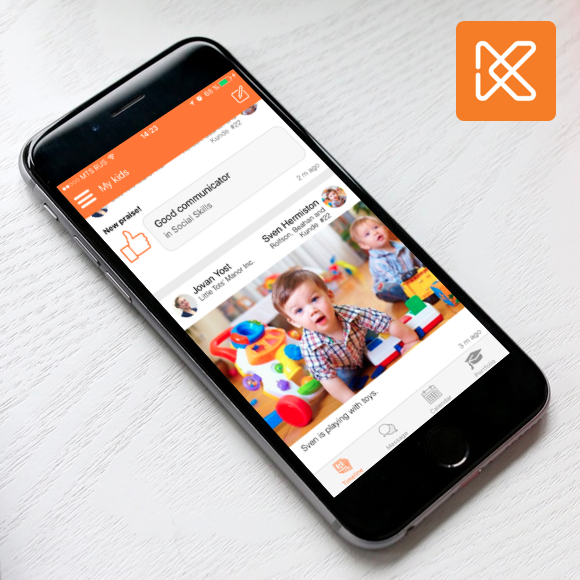 MTS RUS
14:23
68 %
My kids
Kunde #22
New praise!
Good communicator
in Social Skills
2 m ago
Jovan Yost
Little Tots' Manor Inc.
Sven Hermiston
Rolfson, Beahan and
Kunde #22
Sven is playing with toys.
3 m ago
Timeline
Message
Calendar
Portfolio